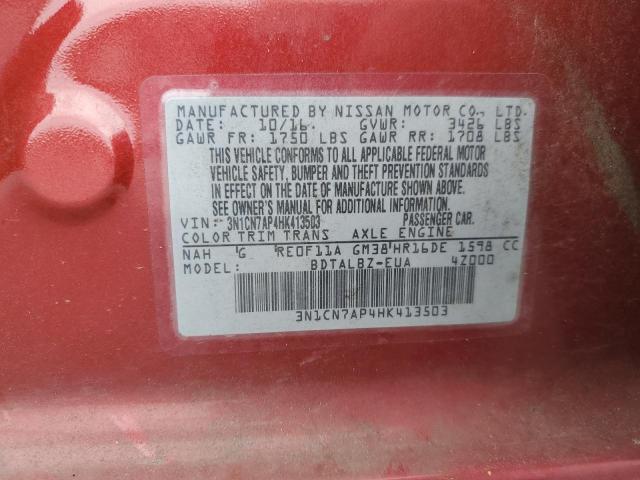 MANUFACTURED BY NISSAN MOTOR CO., LTD.
DATE: 10/16 GVWR: 3426 LBS
GAWR FR: 1750 LBS GAWR RR: 1708 LBS
THIS VEHICLE CONFORMS TO ALL APPLICABLE FEDERAL MOTOR
VEHICLE SAFETY, BUMPER AND THEFT PREVENTION STANDARDS
IN EFFECT ON THE DATE OF MANUFACTURE SHOWN ABOVE.
SEE OWNER'S MANUAL FOR ADDITIONAL INFORMATION.
VIN: 3N1CN7AP4HK413503 PASSENGER CAR.
COLOR TRIM TRANS AXLE ENGINE
NAH G RE0F11A GM38 HR16DE 1598 CC
MODEL: BDTALBZ-EUA 4Z000
3N1CN7AP4HK413503